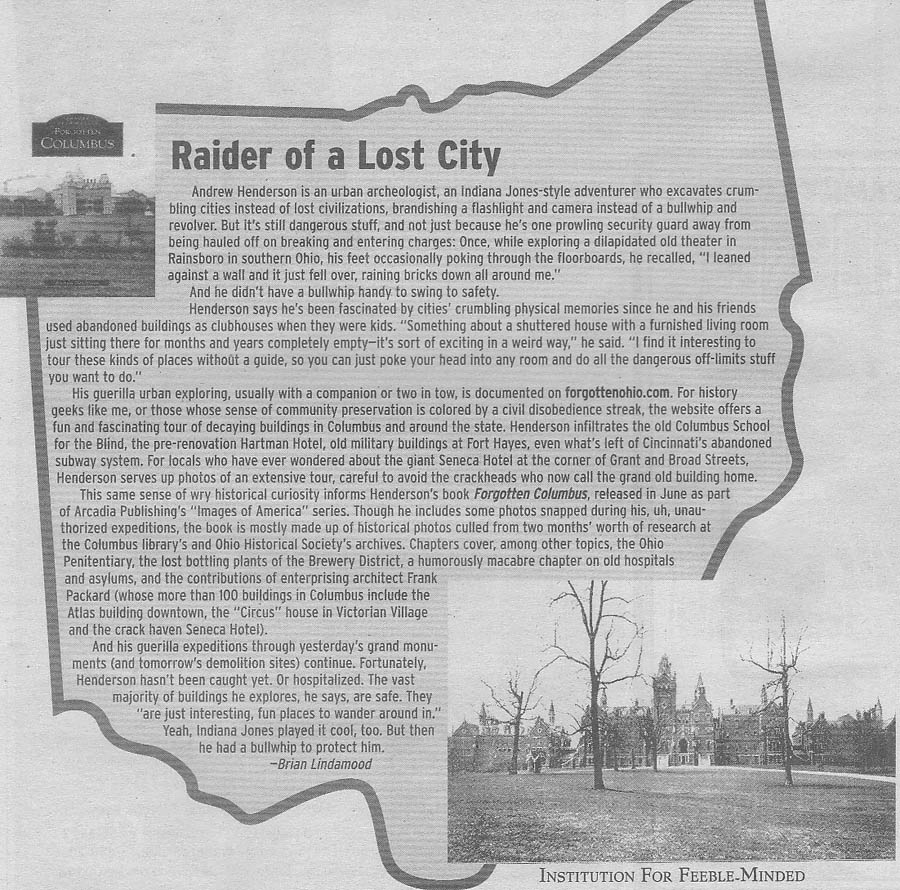 FORGOTTEN
COLUMBUS
Raider of a Lost City
Andrew Henderson is an urban archeologist, an Indiana Jones-style adventurer who excavates crum-
bling cities instead of lost civilizations, brandishing a flashlight and camera instead of a bullwhip and
revolver. But it's still dangerous stuff, and not just because he's one prowling security guard away from
being hauled off on breaking and entering charges: Once, while exploring a dilapidated old theater in
Rainsboro in southern Ohio, his feet occasionally poking through the floorboards, he recalled, "I leaned
against a wall and it just fell over, raining bricks down all around me."
And he didn't have a bullwhip handy to swing to safety.
Henderson says he's been fascinated by cities' crumbling physical memories since he and his friends
used abandoned buildings as clubhouses when they were kids. "Something about a shuttered house with a furnished living room
just sitting there for months and years completely empty—it's sort of exciting in a weird way," he said. "I find it interesting to
tour these kinds of places without a guide, so you can just poke your head into any room and do all the dangerous off-limits stuff
you want to do."
His guerilla urban exploring, usually with a companion or two in tow, is documented on forgottenohio.com. For history
geeks like me, or those whose sense of community preservation is colored by a civil disobedience streak, the website offers a
fun and fascinating tour of decaying buildings in Columbus and around the state. Henderson infiltrates the old Columbus School
for the Blind, the pre-renovation Hartman Hotel, old military buildings at Fort Hayes, even what's left of Cincinnati's abandoned
subway system. For locals who have ever wondered about the giant Seneca Hotel at the corner of Grant and Broad Streets,
Henderson serves up photos of an extensive tour, careful to avoid the crackheads who now call the grand old building home.
This same sense of wry historical curiosity informs Henderson's book Forgotten Columbus, released in June as part
of Arcadia Publishing's "Images of America" series. Though he includes some photos snapped during his, uh, unau-
thorized expeditions, the book is mostly made up of historical photos culled from two months' worth of research at
the Columbus library's and Ohio Historical Society's archives. Chapters cover, among other topics, the Ohio
Penitentiary, the lost bottling plants of the Brewery District, a humorously macabre chapter on old hospitals
and asylums, and the contributions of enterprising architect Frank
Packard (whose more than 100 buildings in Columbus include the
Atlas building downtown, the "Circus" house in Victorian Village
and the crack haven Seneca Hotel).
And his guerilla expeditions through yesterday's grand monu-
ments (and tomorrow's demolition sites) continue. Fortunately,
Henderson hasn't been caught yet. Or hospitalized. The vast
majority of buildings he explores, he says, are safe. They
"are just interesting, fun places to wander around in."
Yeah, Indiana Jones played it cool, too. But then
he had a bullwhip to protect him.
—Brian Lindamood
INSTITUTION FOR FEEBLE-MINDED